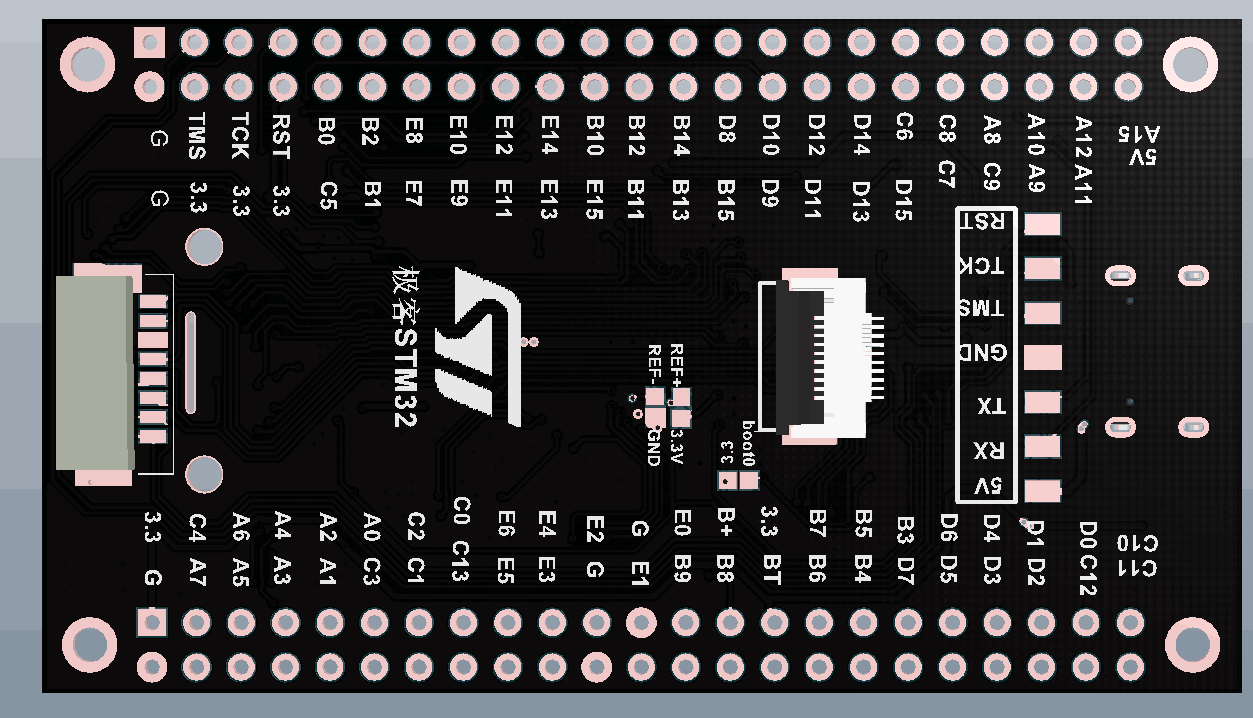 G TMS TCK RST B0 B2 E8 E10 E12 E14 B10 B12 B14 D8 D10 D12 D14 C6 C8 A8 A10 A12 A15
G 3.3 3.3 3.3 C5 B1 E7 E9 E11 E13 E15 B11 B13 B15 D9 D11 D13 D15 C7 C9 A9 A11 5V
RST
TCK
TMS
GND
TX
RX
5V
极客STM32
REF- REF+
GND 3.3V
3.3 boot0
3.3 C4 A6 A4 A2 A0 C2 C0 E6 E4 E2 G E0 B+ 3.3 B7 B5 B3 D6 D4 D1 D0 C10
G A7 A5 A3 A1 C3 C1 C13 E5 E3 G E1 B9 B8 BT B6 B4 D7 D5 D3 D2 C12 C11